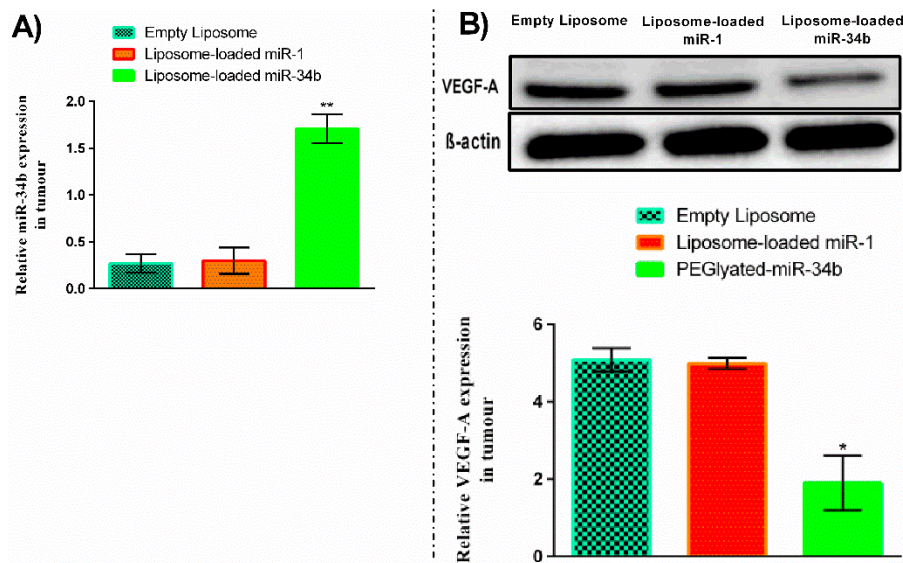 A)
Empty Liposome
Liposome-loaded miR-1
Liposome-loaded miR-34b
Relative miR-34b expression
in tumour
2.0
1.5
1.0
0.5
0.0
**
B)
Empty Liposome
Liposome-loaded
miR-1
Liposome-loaded
miR-34b
VEGF-A
ß-actin
Empty Liposome
Liposome-loaded miR-1
PEGlyated-miR-34b
Relative VEGF-A expression
in tumour
6
4
2
0
*